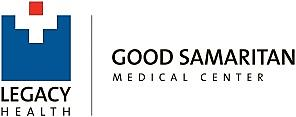 LEGACY
HEALTH
GOOD SAMARITAN
MEDICAL CENTER